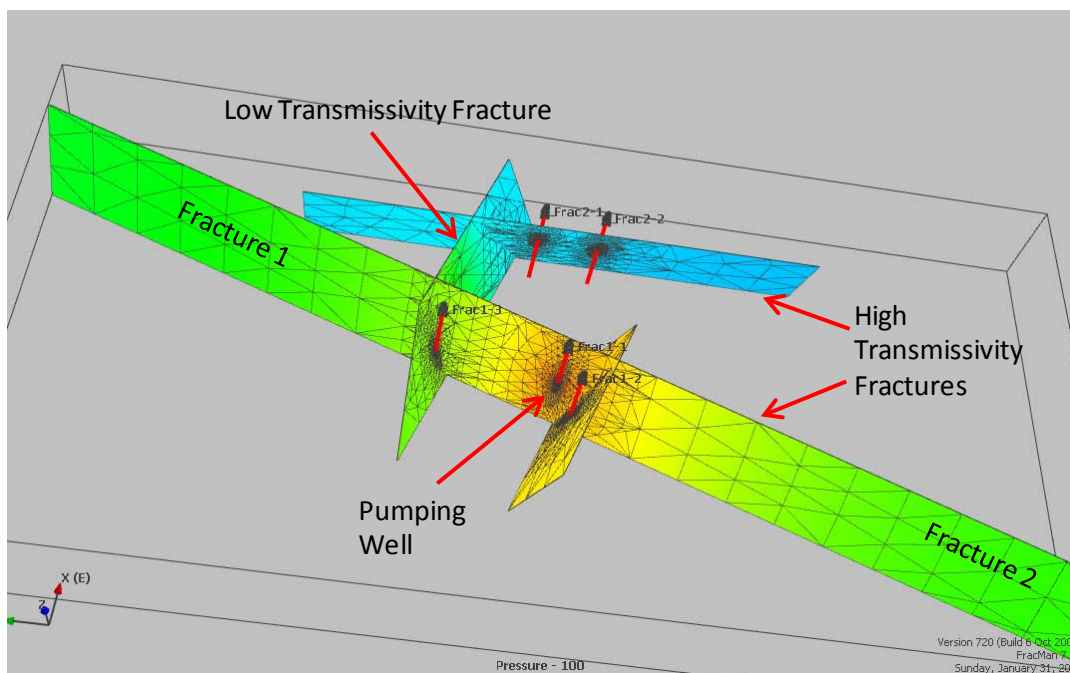 Low Transmissivity Fracture
Frac2-1
Frac2-2
Fracture 1
Frac1-3
Frac1-1
Frac1-2
High
Transmissivity
Fractures
Pumping
Well
Fracture 2
X (E)
Z
Version 720 (Build 6 Oct 200
FracMan 7.
Sunday, January 31, 20
Pressure - 100